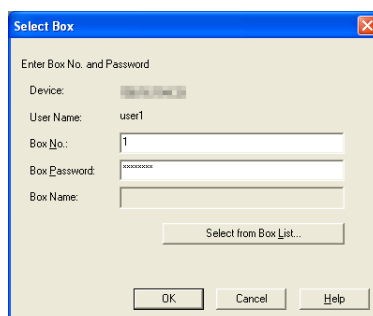 Select Box
Enter Box No. and Password
Device:
User Name: user1
Box No.: 1
Box Password: ********
Box Name:
Select from Box List...
OK Cancel Help